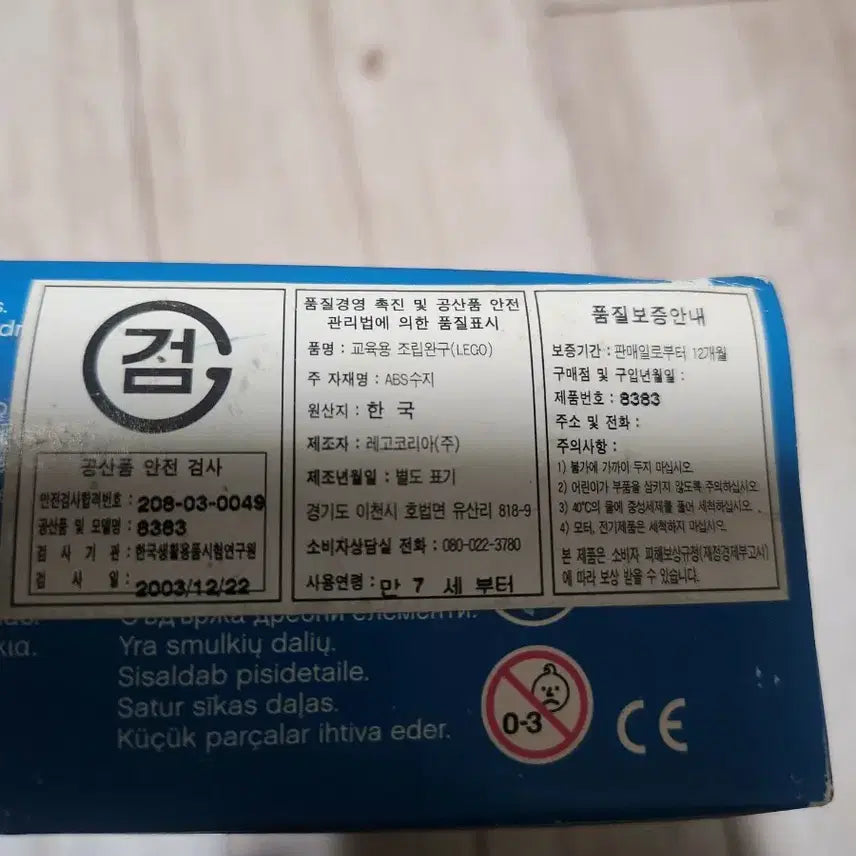 검
공산품 안전 검사
안전검사합격번호 : 208-03-0049
공산품 및 모델명 : 8383
검 사 기 관 : 한국생활용품시험연구원
검 사 일 : 2003/12/22
품질경영 촉진 및 공산품 안전
관리법에 의한 품질표시
품명 : 교육용 조립완구(LEGO)
주 자재명 : ABS수지
원산지 : 한 국
제조자 : 레고코리아(주)
제조년월일 : 별도 표기
경기도 이천시 호법면 유산리 818-9
소비자상담실 전화 : 080-022-3780
사용연령 : 만 7 세 부터
품질보증안내
보증기간 : 판매일로부터 12개월
구매점 및 구입년월일 :
제품번호 : 8383
주소 및 전화 :
주의사항 :
1) 불가에 가까이 두지 마십시오.
2) 어린이가 부품을 삼키지 않도록 주의하십시오.
3) 40℃의 물에 중성세제를 풀어 세척하십시오.
4) 모터, 전기제품은 세척하지 마십시오.
본 제품은 소비자 피해보상규정(재정경제부고시)
에 따라 보상 받을 수 있습니다.
Yra smulkių dalių.
Sisaldab pisidetaile.
Satur sīkas daļas.
Küçük parçalar ihtiva eder.
0-3
CE